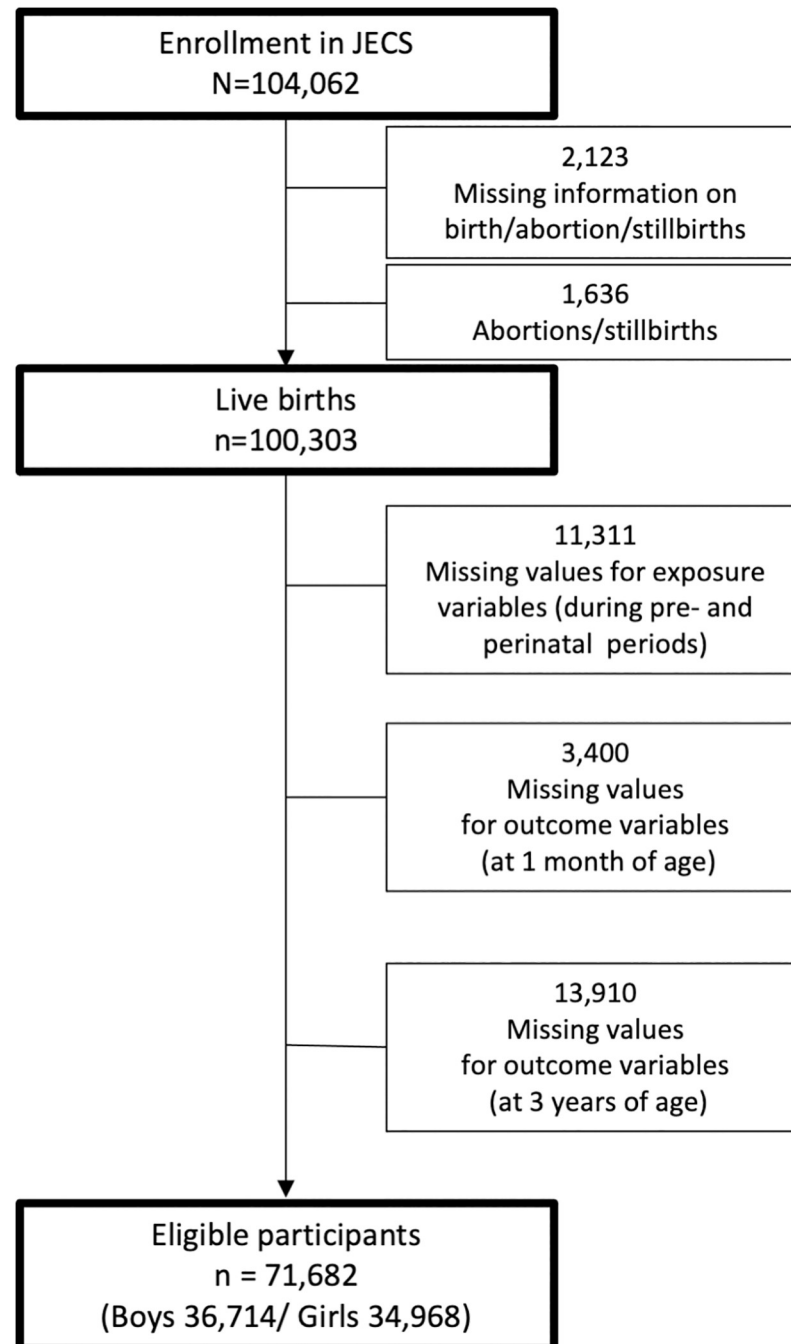 Enrollment in JECS
N=104,062
2,123
Missing information on
birth/abortion/stillbirths
1,636
Abortions/stillbirths
Live births
n=100,303
11,311
Missing values for exposure
variables (during pre- and
perinatal periods)
3,400
Missing values
for outcome variables
(at 1 month of age)
13,910
Missing values
for outcome variables
(at 3 years of age)
Eligible participants
n = 71,682
(Boys 36,714/ Girls 34,968)